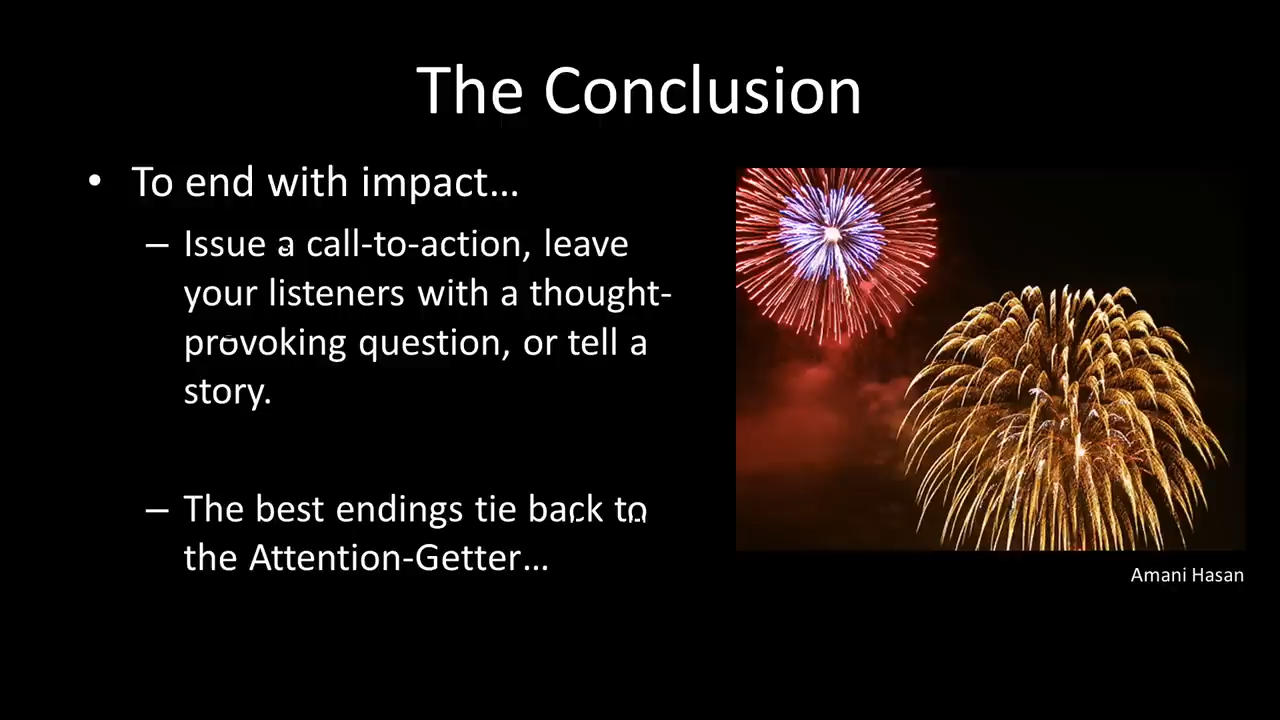 The Conclusion
• To end with impact…
– Issue a call-to-action, leave
your listeners with a thought-
provoking question, or tell a
story.
– The best endings tie back to
the Attention-Getter…
Amani Hasan